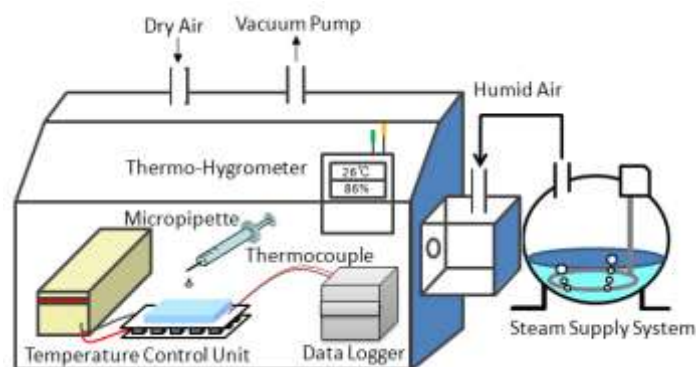 Dry Air
Vacuum Pump
Humid Air
Thermo-Hygrometer
26℃
86%
Micropipette
Thermocouple
Steam Supply System
Temperature Control Unit
Data Logger